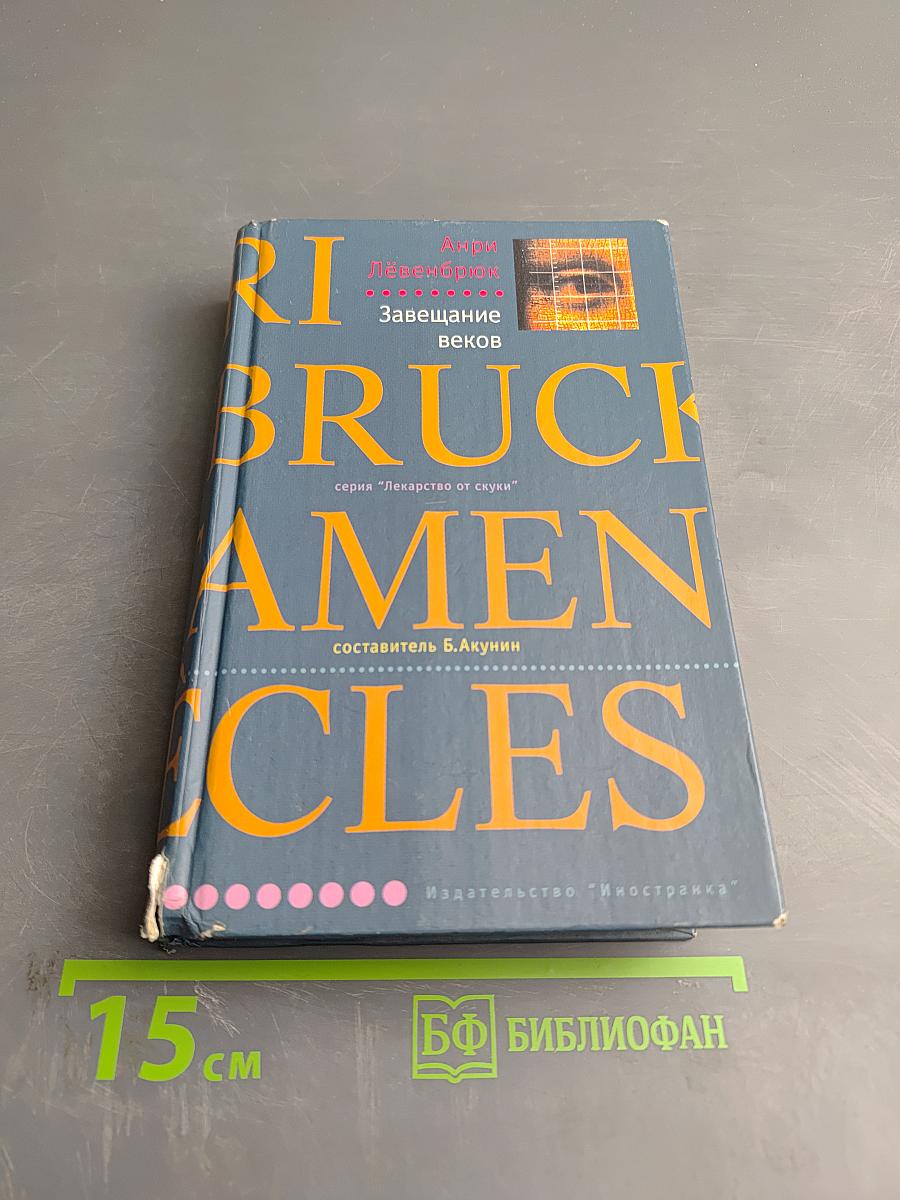 RI
Анри
Лёвенбрюк
Завещание
веков
BRUCK
серия "Лекарство от скуки"
AMEN
составитель Б.Акунин
ECLES
Издательство "Иностранка"
15 см
БФ БИБЛИОФАН